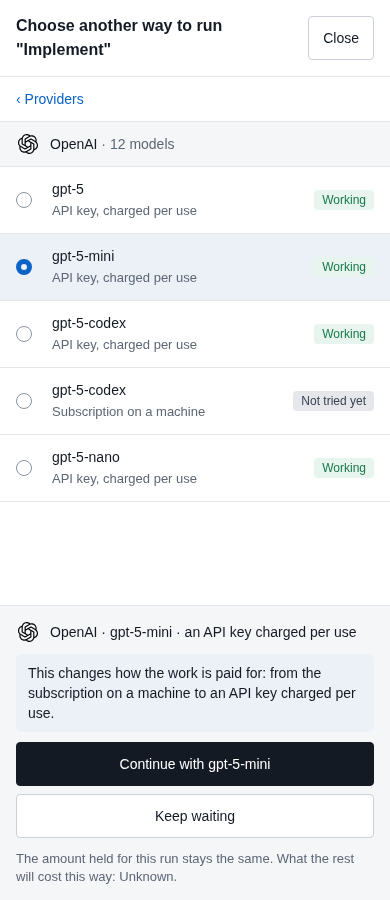 Choose another way to run
"Implement"
Close
‹ Providers
OpenAI · 12 models
gpt-5
API key, charged per use
Working
gpt-5-mini
API key, charged per use
Working
gpt-5-codex
API key, charged per use
Working
gpt-5-codex
Subscription on a machine
Not tried yet
gpt-5-nano
API key, charged per use
Working
OpenAI · gpt-5-mini · an API key charged per use
This changes how the work is paid for: from the
subscription on a machine to an API key charged per
use.
Continue with gpt-5-mini
Keep waiting
The amount held for this run stays the same. What the rest
will cost this way: Unknown.